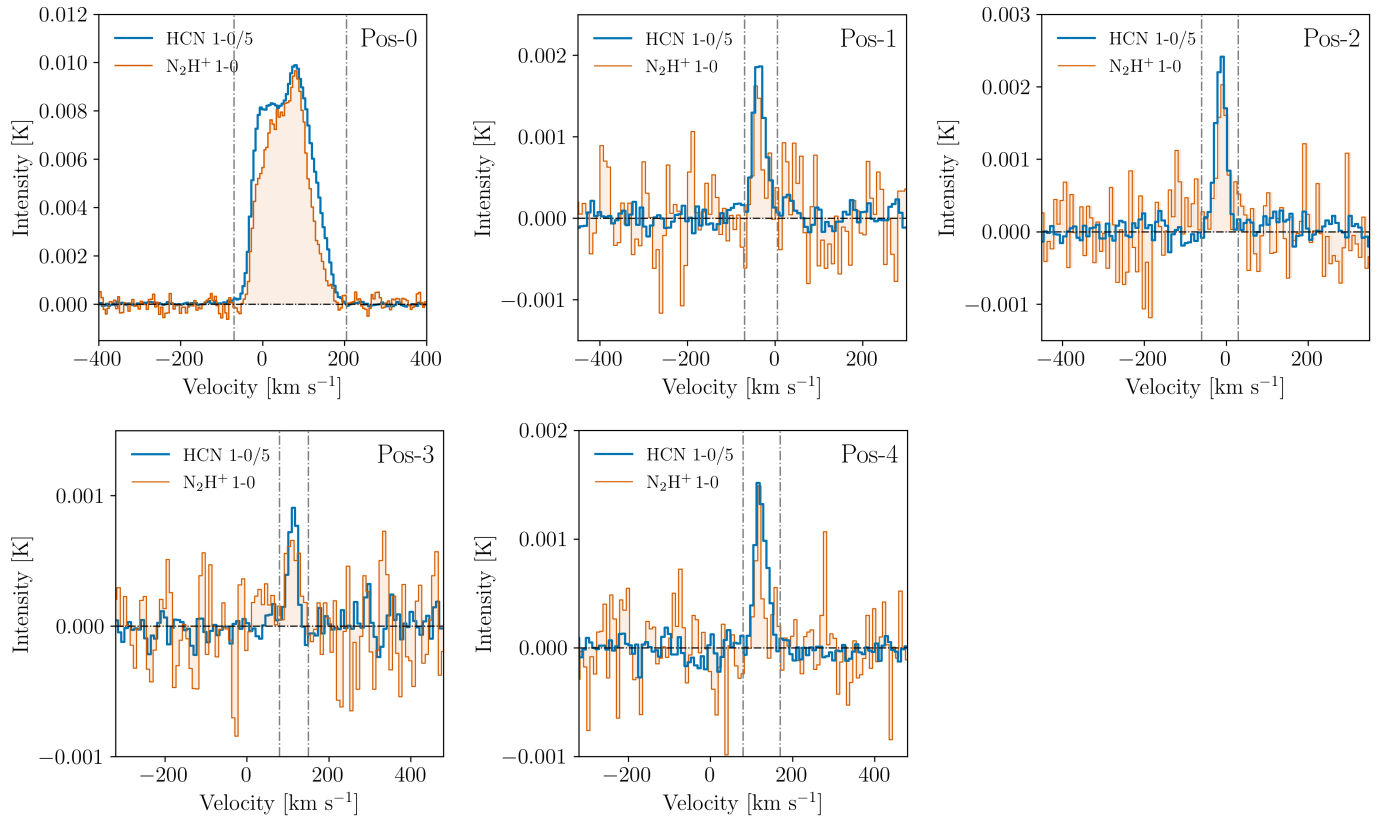 0.012
0.010
0.008
0.006
0.004
0.002
0.000
Intensity [K]
HCN 1-0/5
N₂H⁺ 1-0
Pos-0
−400 −200 0 200 400
Velocity [km s⁻¹]
0.002
0.001
0.000
−0.001
Intensity [K]
HCN 1-0/5
N₂H⁺ 1-0
Pos-1
−400 −200 0 200
Velocity [km s⁻¹]
0.003
0.002
0.001
0.000
−0.001
Intensity [K]
HCN 1-0/5
N₂H⁺ 1-0
Pos-2
−400 −200 0 200
Velocity [km s⁻¹]
0.001
0.000
−0.001
Intensity [K]
HCN 1-0/5
N₂H⁺ 1-0
Pos-3
−200 0 200 400
Velocity [km s⁻¹]
0.002
0.001
0.000
−0.001
Intensity [K]
HCN 1-0/5
N₂H⁺ 1-0
Pos-4
−200 0 200 400
Velocity [km s⁻¹]